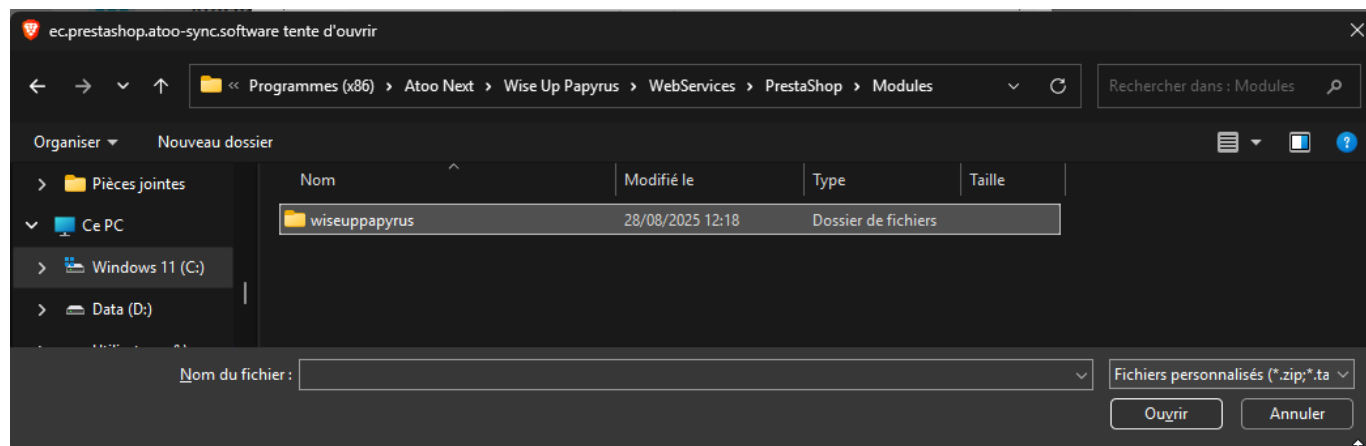 ec.prestashop.atoo-sync.software tente d'ouvrir
« Programmes (x86) > Atoo Next > Wise Up Papyrus > WebServices > PrestaShop > Modules
Rechercher dans : Modules
Organiser
Nouveau dossier
Pièces jointes
Ce PC
Windows 11 (C:)
Data (D:)
Nom
Modifié le
Type
Taille
wiseuppapyrus
28/08/2025 12:18
Dossier de fichiers
Nom du fichier :
Fichiers personnalisés (*.zip;*.ta
Ouvrir
Annuler